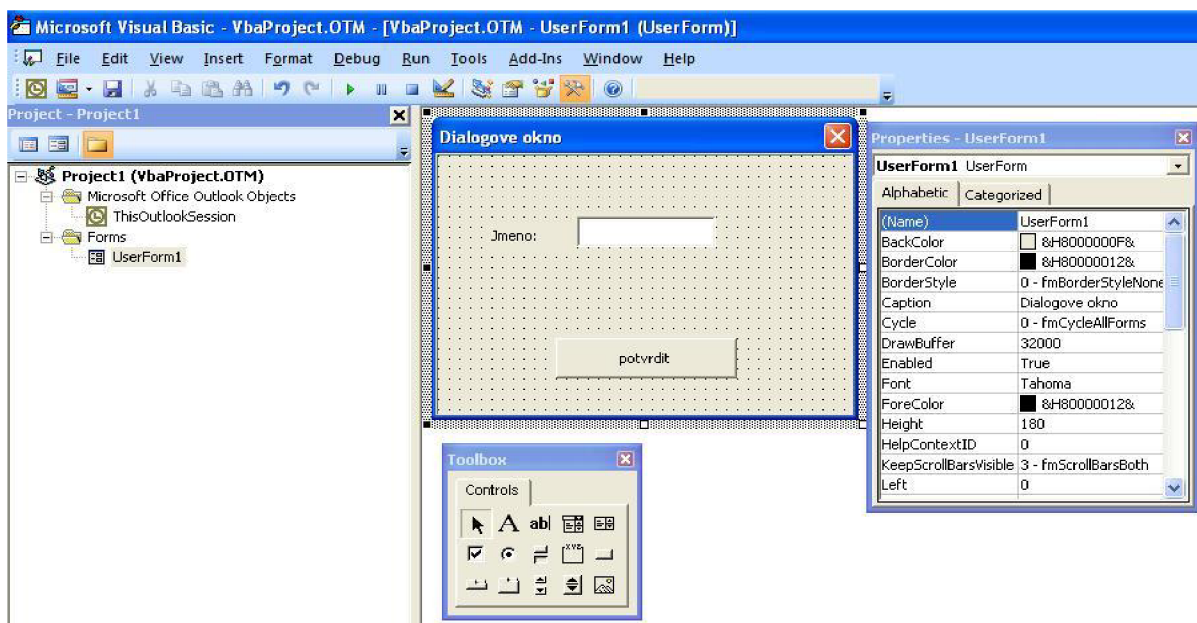 Microsoft Visual Basic - VbaProject.OTM - [VbaProject.OTM - UserForm1 (UserForm)]
File Edit View Insert Format Debug Run Tools Add-Ins Window Help
Project - Project1
Project1 (VbaProject.OTM)
Microsoft Office Outlook Objects
ThisOutlookSession
Forms
UserForm1
Dialogove okno
Jmeno:
potvrdit
Toolbox
Controls
A abl
XYZ
Properties - UserForm1
UserForm1 UserForm
Alphabetic Categorized
(Name) UserForm1
BackColor &H8000000F&
BorderColor &H80000012&
BorderStyle 0 - fmBorderStyleNone
Caption Dialogove okno
Cycle 0 - fmCycleAllForms
DrawBuffer 32000
Enabled True
Font Tahoma
ForeColor &H80000012&
Height 180
HelpContextID 0
KeepScrollBarsVisible 3 - fmScrollBarsBoth
Left 0